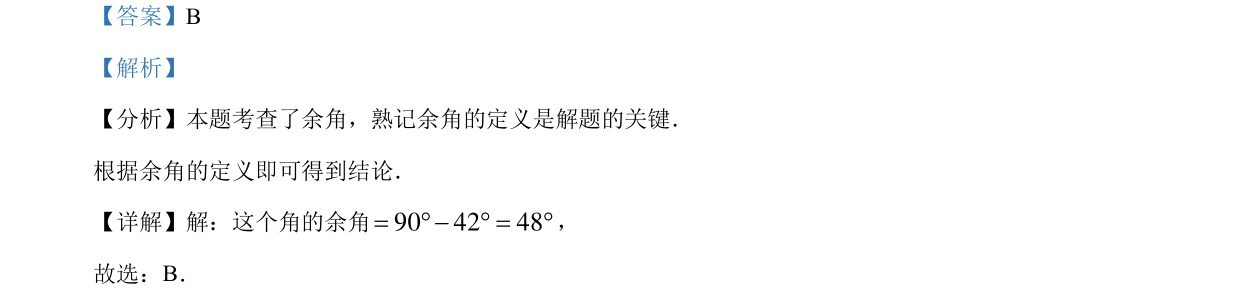 【答案】B
【解析】
【分析】本题考查了余角，熟记余角的定义是解题的关键．
根据余角的定义即可得到结论．
【详解】解：这个角的余角=90°−42°=48°，
故选：B．